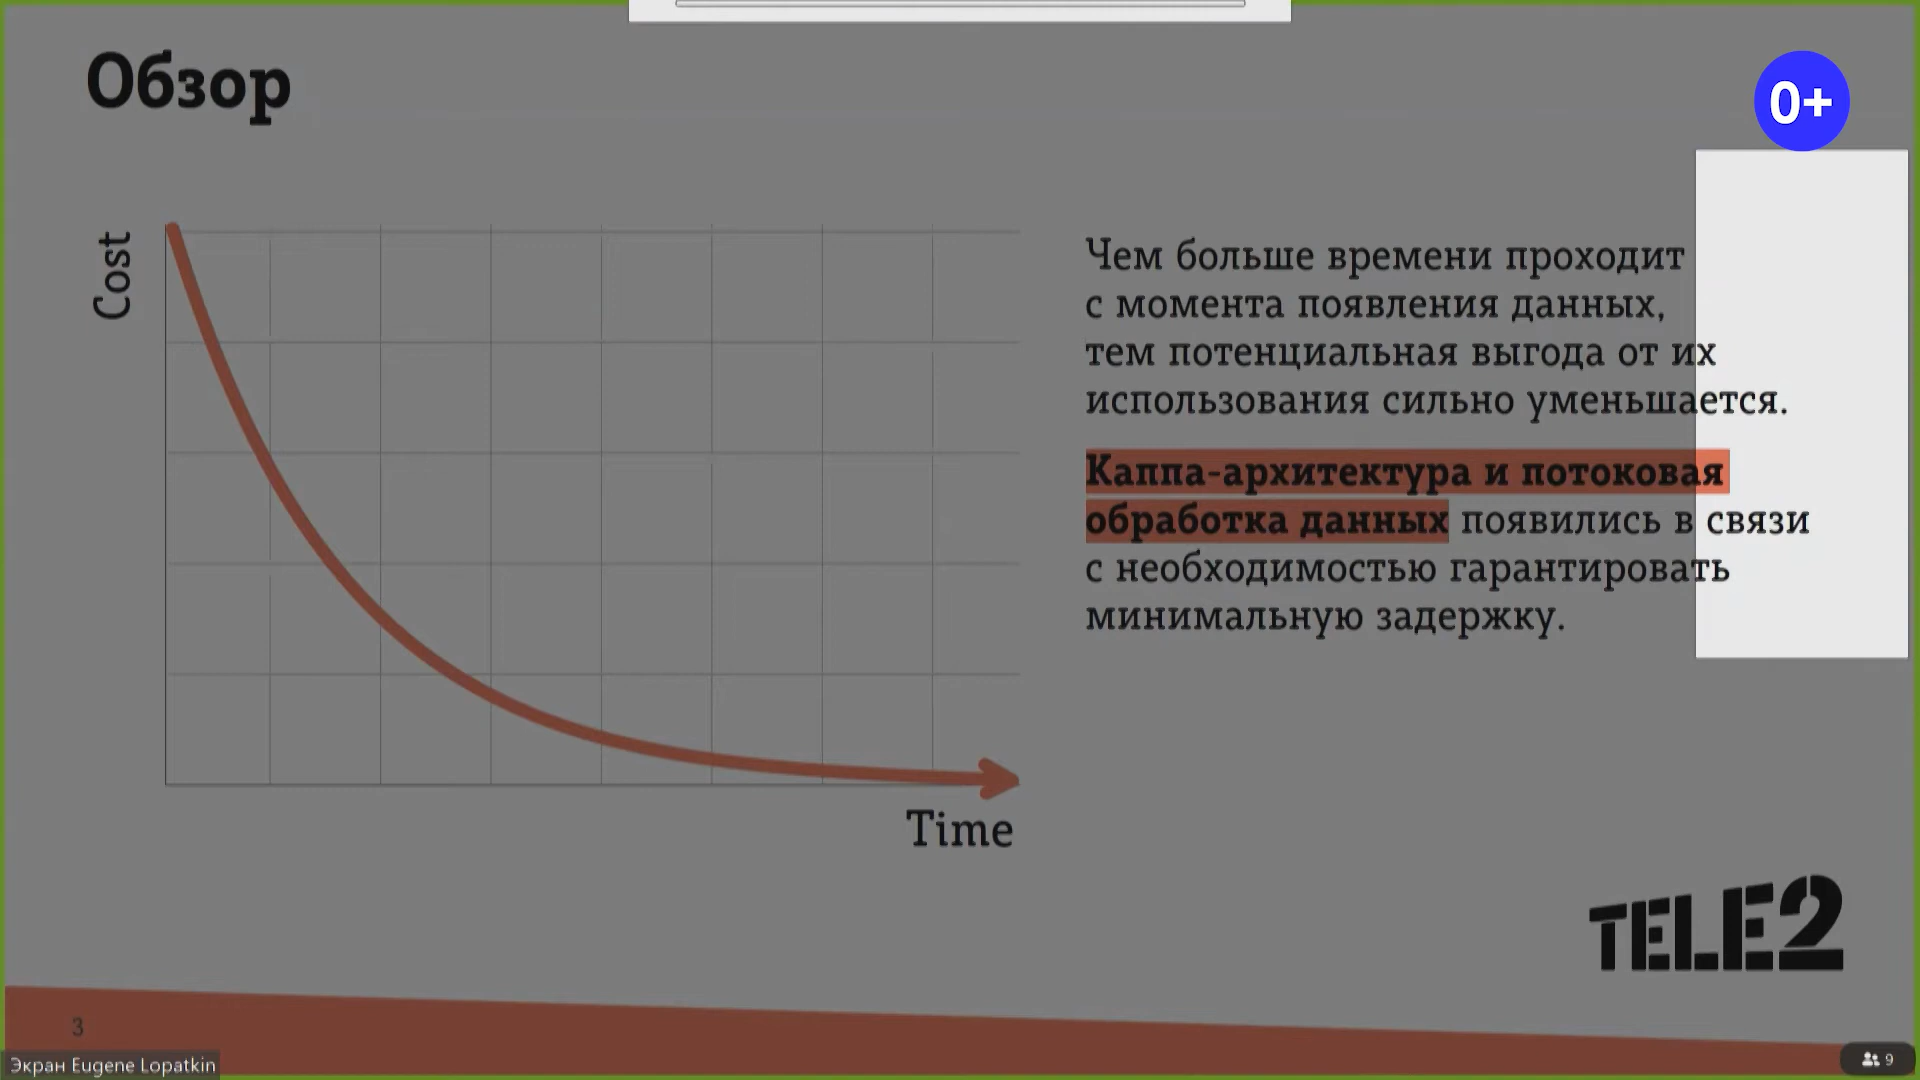 Обзор
0+
Cost
Чем больше времени проходит
с момента появления данных,
тем потенциальная выгода от их
использования сильно уменьшается.
Каппа-архитектура и потоковая
обработка данных появились в связи
с необходимостью гарантировать
минимальную задержку.
Time
TELE2
3
Экран Eugene Lopatkin
9